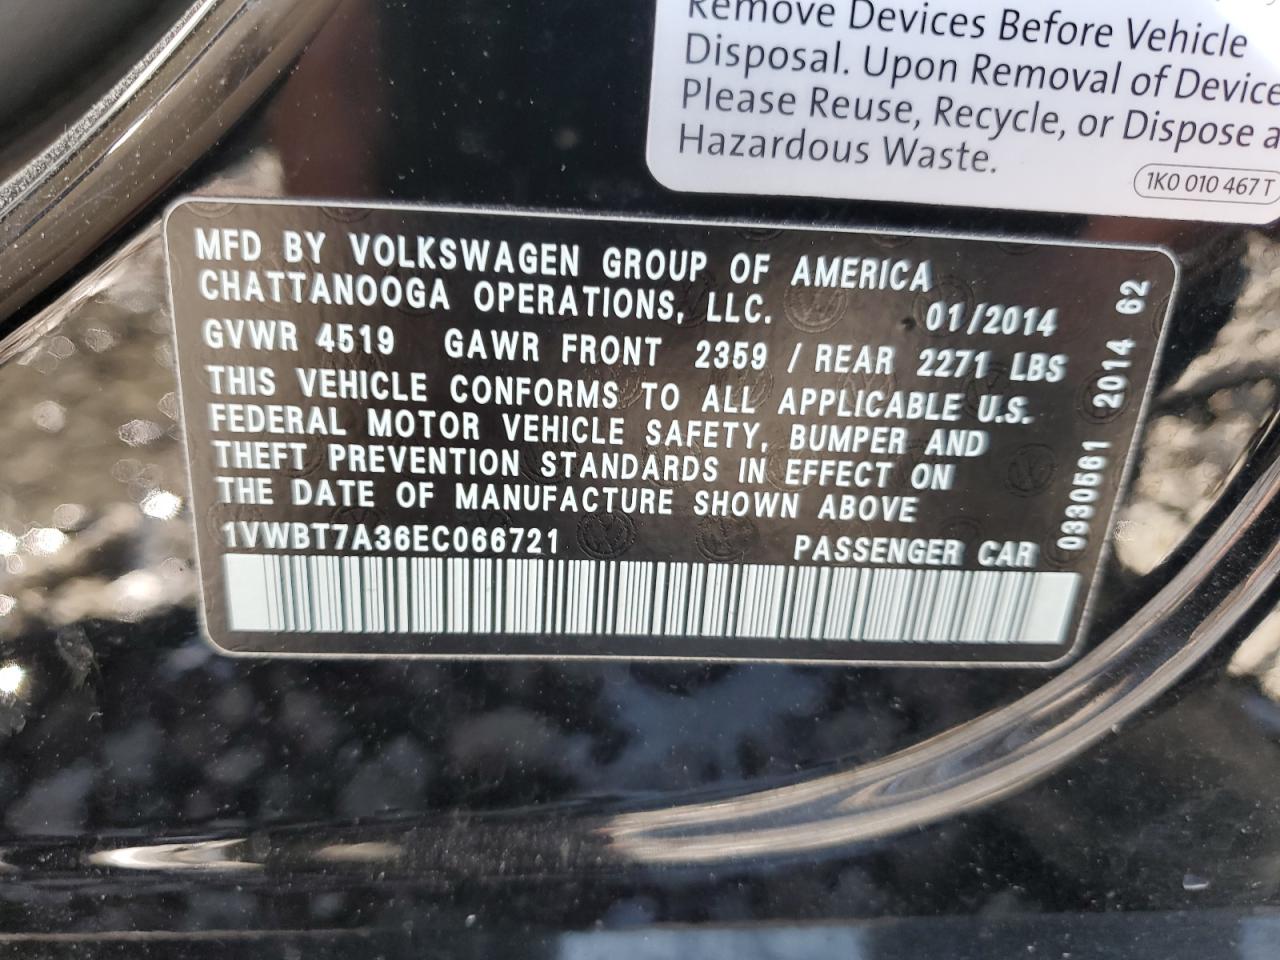 Remove Devices Before Vehicle
Disposal. Upon Removal of Device
Please Reuse, Recycle, or Dispose a
Hazardous Waste.
1K0 010 467 T
MFD BY VOLKSWAGEN GROUP OF AMERICA
CHATTANOOGA OPERATIONS, LLC. 01/2014
GVWR 4519 GAWR FRONT 2359 / REAR 2271 LBS
THIS VEHICLE CONFORMS TO ALL APPLICABLE U.S.
FEDERAL MOTOR VEHICLE SAFETY, BUMPER AND
THEFT PREVENTION STANDARDS IN EFFECT ON
THE DATE OF MANUFACTURE SHOWN ABOVE
1VWBT7A36EC066721 PASSENGER CAR
0330561 2014 62